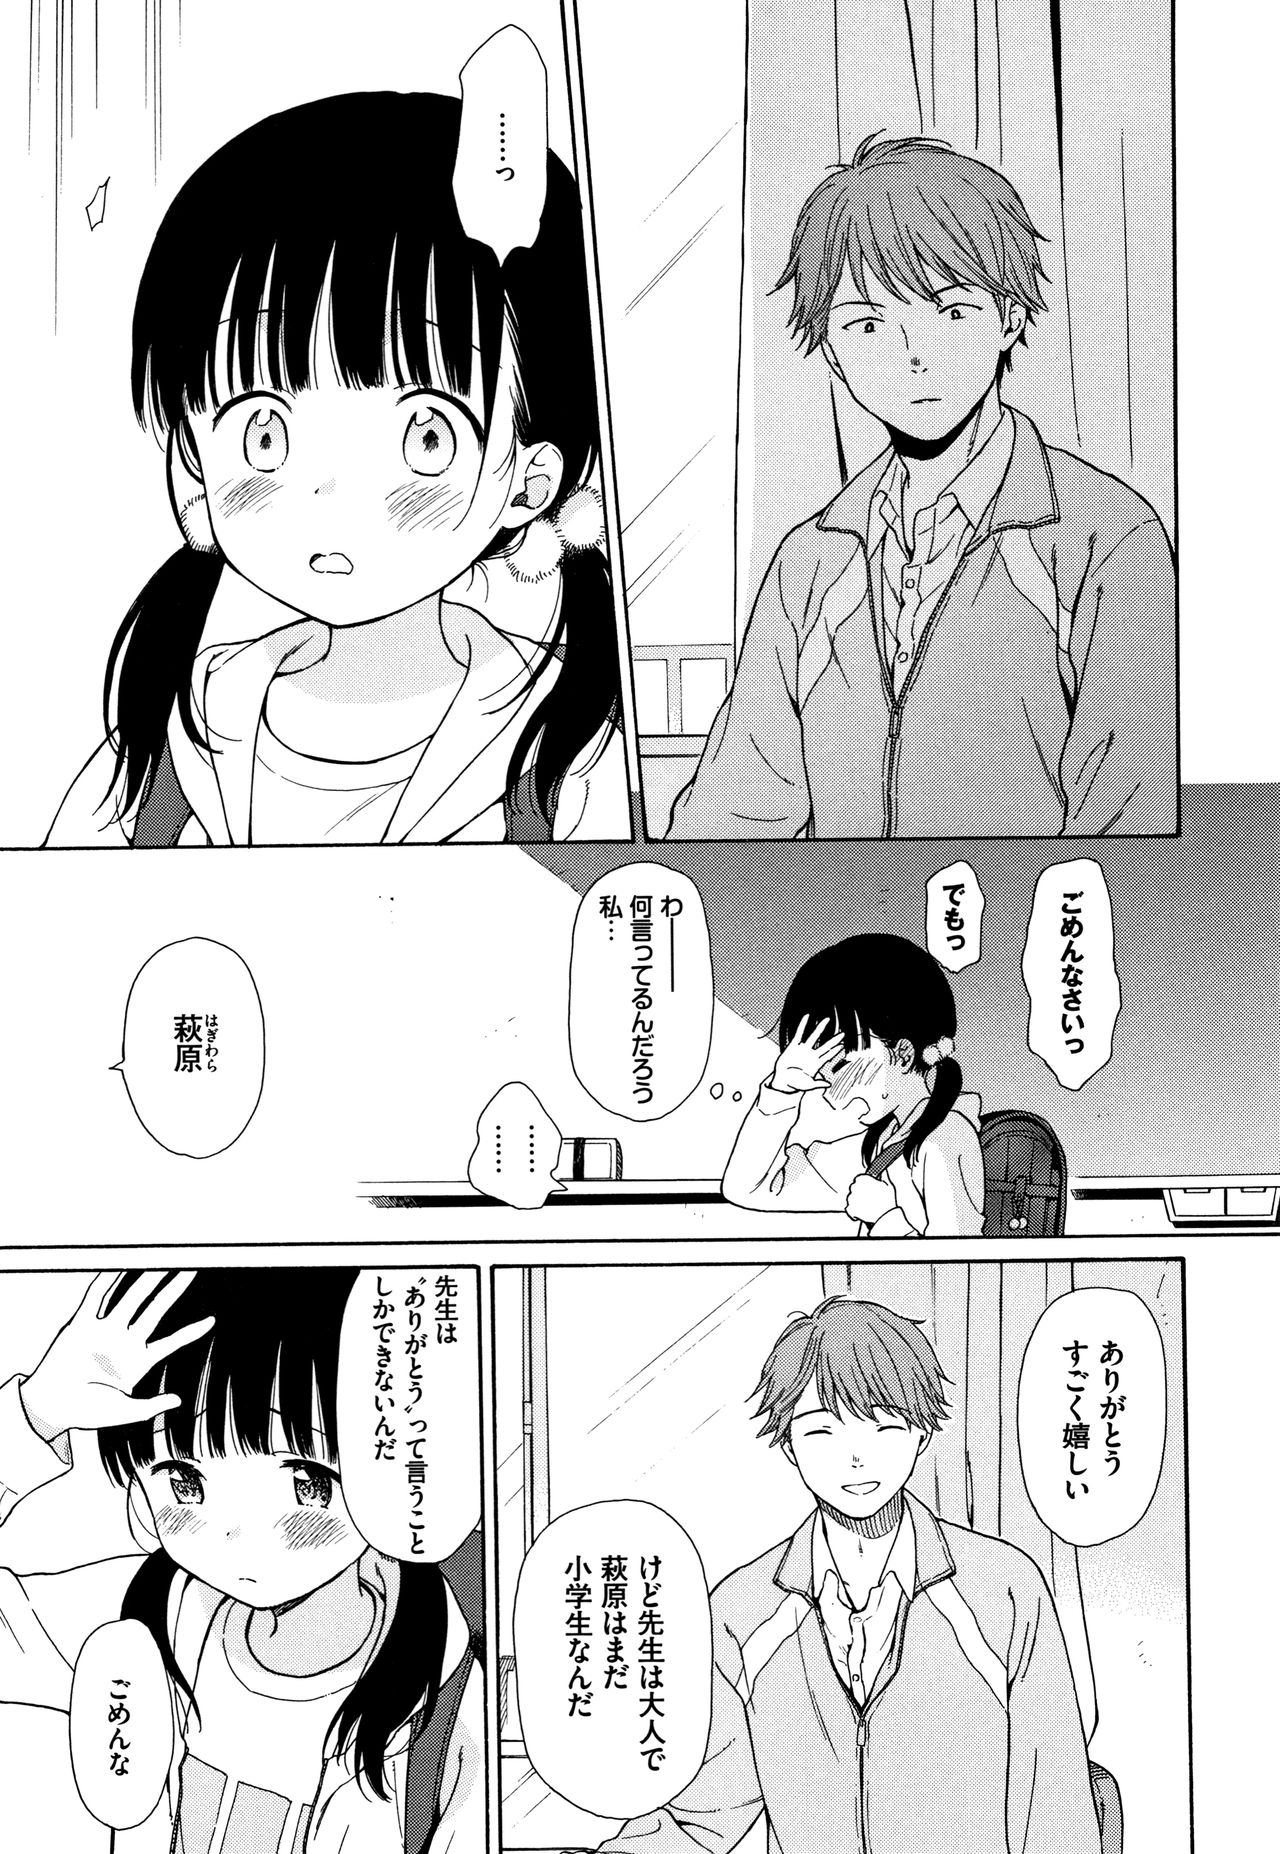 ……っ
ごめんなさいっ
でもっ
わ――
何言ってるんだろう
私…
……
……
萩原
はぎわら
ありがとう
すごく嬉しい
けど先生は大人で
萩原はまだ
小学生なんだ
先生は
〝ありがとう〟って言うこと
しかできないんだ
ごめんな